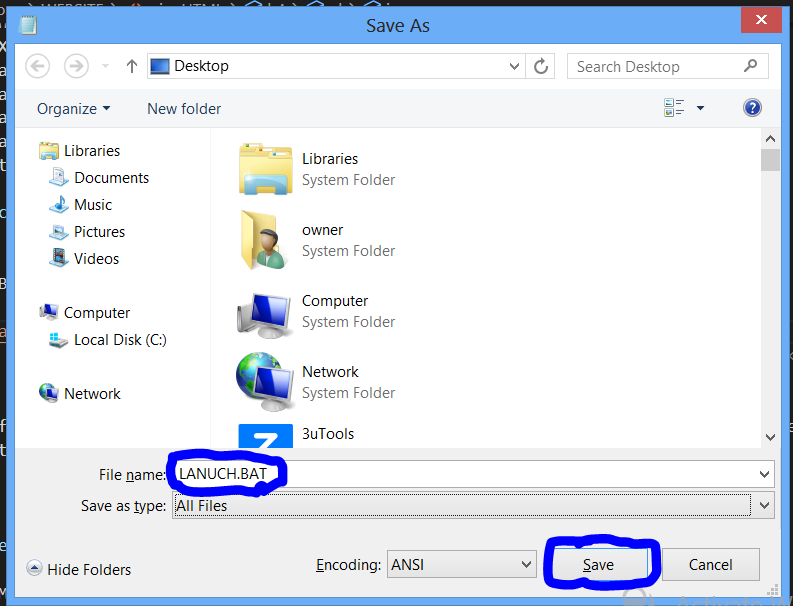 Save As
Desktop
Search Desktop
Organize
New folder
Libraries
Documents
Music
Pictures
Videos
Computer
Local Disk (C:)
Network
Libraries
System Folder
owner
System Folder
Computer
System Folder
Network
System Folder
3uTools
File name: LANUCH.BAT
Save as type: All Files
Hide Folders
Encoding: ANSI
Save
Cancel